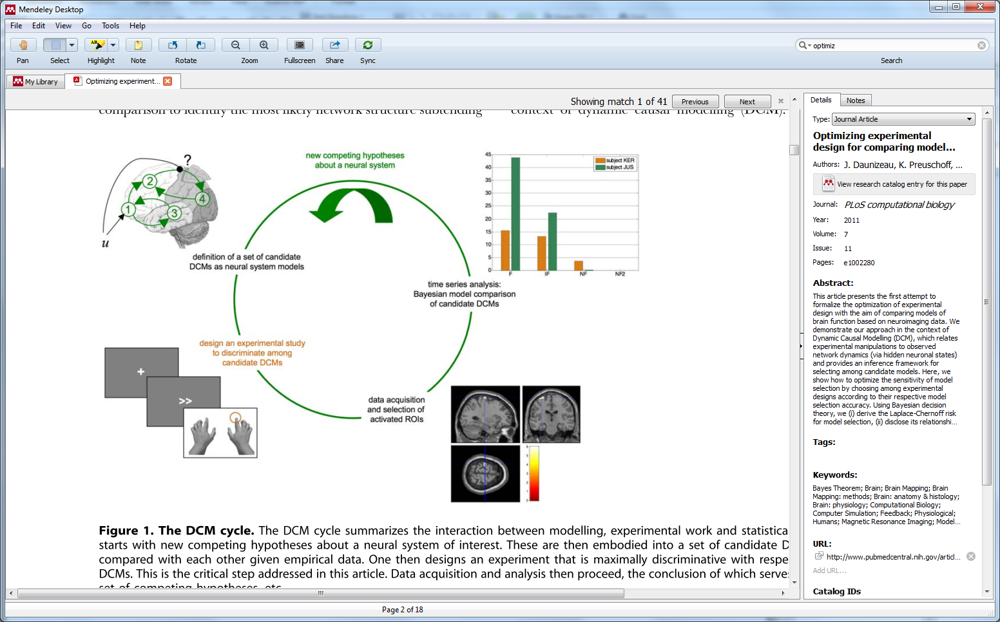 Mendeley Desktop
File Edit View Go Tools Help
Pan Select Highlight Note Rotate Zoom Fullscreen Share Sync
optimiz
Search
My Library
Optimizing experiment...
Showing match 1 of 41 Previous Next
comparison to identify the most likely network structure subtending
context of dynamic causal modelling (DCM).
?
2
4
1
3
u
new competing hypotheses
about a neural system
45
40
35
30
25
20
15
10
5
0
subject KER
subject JUS
F IF NF NF2
definition of a set of candidate
DCMs as neural system models
time series analysis:
Bayesian model comparison
of candidate DCMs
design an experimental study
to discriminate among
candidate DCMs
+
>>
data acquisition
and selection of
activated ROIs
Figure 1. The DCM cycle. The DCM cycle summarizes the interaction between modelling, experimental work and statistica
starts with new competing hypotheses about a neural system of interest. These are then embodied into a set of candidate D
compared with each other given empirical data. One then designs an experiment that is maximally discriminative with respe
DCMs. This is the critical step addressed in this article. Data acquisition and analysis then proceed, the conclusion of which serve
set of competing hypotheses, etc
Page 2 of 18
Details Notes
Type: Journal Article
Optimizing experimental
design for comparing model...
Authors: J. Daunizeau, K. Preuschoff, ...
View research catalog entry for this paper
Journal: PLoS computational biology
Year: 2011
Volume: 7
Issue: 11
Pages: e1002280
Abstract:
This article presents the first attempt to
formalize the optimization of experimental
design with the aim of comparing models of
brain function based on neuroimaging data. We
demonstrate our approach in the context of
Dynamic Causal Modelling (DCM), which relates
experimental manipulations to observed
network dynamics (via hidden neuronal states)
and provides an inference framework for
selecting among candidate models. Here, we
show how to optimize the sensitivity of model
selection by choosing among experimental
designs according to their respective model
selection accuracy. Using Bayesian decision
theory, we (i) derive the Laplace-Chernoff risk
for model selection, (ii) disclose its relationshi...
Tags:
Keywords:
Bayes Theorem; Brain; Brain Mapping; Brain
Mapping: methods; Brain: anatomy & histology;
Brain: physiology; Computational Biology;
Computer Simulation; Feedback; Physiological;
Humans; Magnetic Resonance Imaging; Model...
URL:
http://www.pubmedcentral.nih.gov/articl...
Add URL...
Catalog IDs